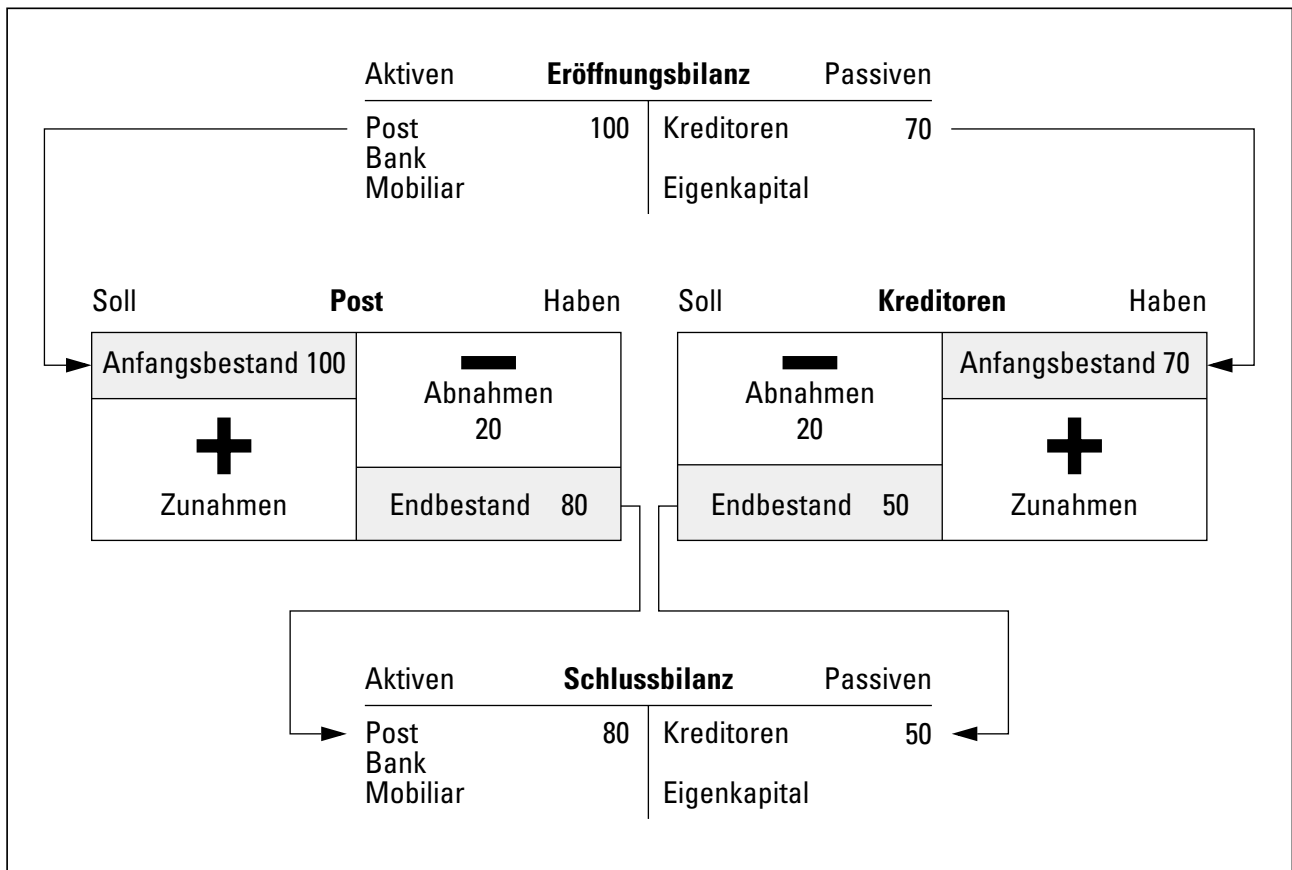 Aktiven Eröffnungsbilanz Passiven
Post 100 Kreditoren 70
Bank
Mobiliar Eigenkapital
Soll Post Haben Soll Kreditoren Haben
Anfangsbestand 100 Abnahmen 20 Abnahmen 20 Anfangsbestand 70
Zunahmen Endbestand 80 Endbestand 50 Zunahmen
Aktiven Schlussbilanz Passiven
Post 80 Kreditoren 50
Bank
Mobiliar Eigenkapital